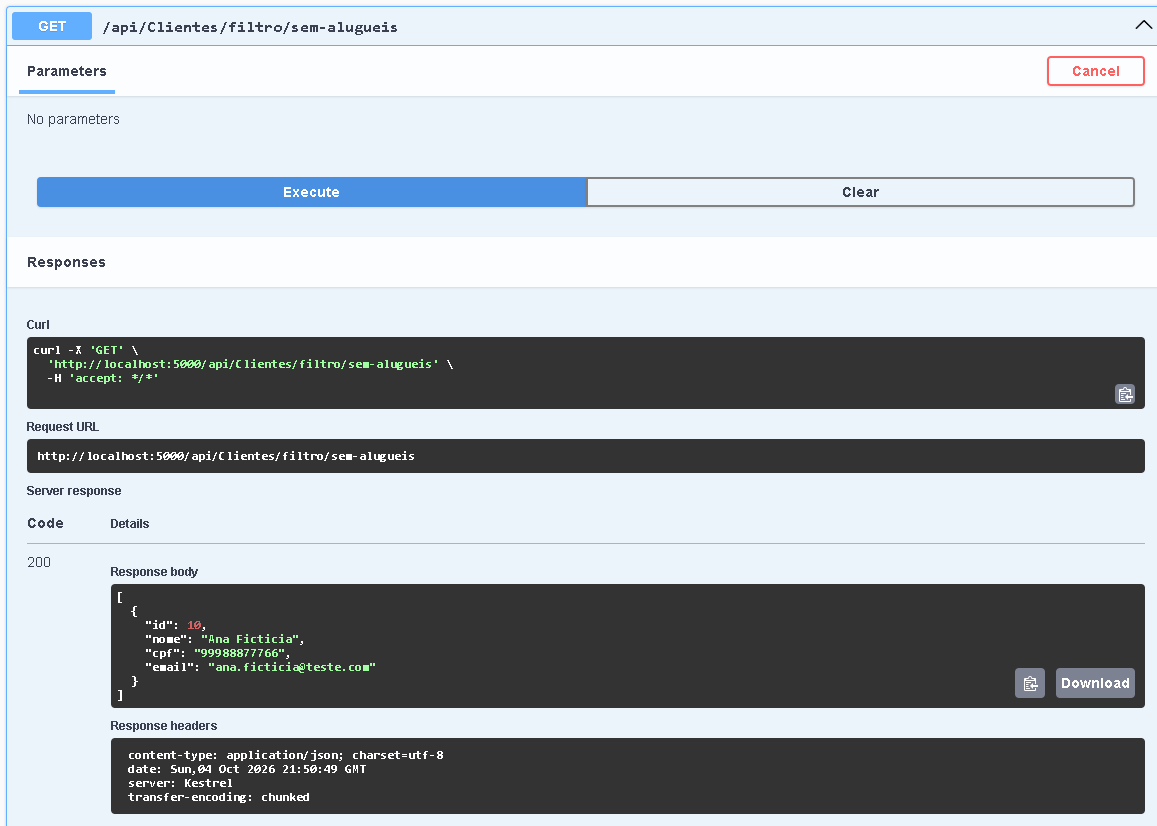 GET /api/Clientes/filtro/sem-alugueis
Parameters
Cancel
No parameters
Execute
Clear
Responses
Curl
curl -X 'GET' \
  'http://localhost:5000/api/Clientes/filtro/sem-alugueis' \
  -H 'accept: */*'
Request URL
http://localhost:5000/api/Clientes/filtro/sem-alugueis
Server response
Code Details
200
Response body
[
  {
    "id": 10,
    "nome": "Ana Ficticia",
    "cpf": "99988877766",
    "email": "ana.ficticia@teste.com"
  }
]
Download
Response headers
content-type: application/json; charset=utf-8
date: Sun,04 Oct 2026 21:50:49 GMT
server: Kestrel
transfer-encoding: chunked